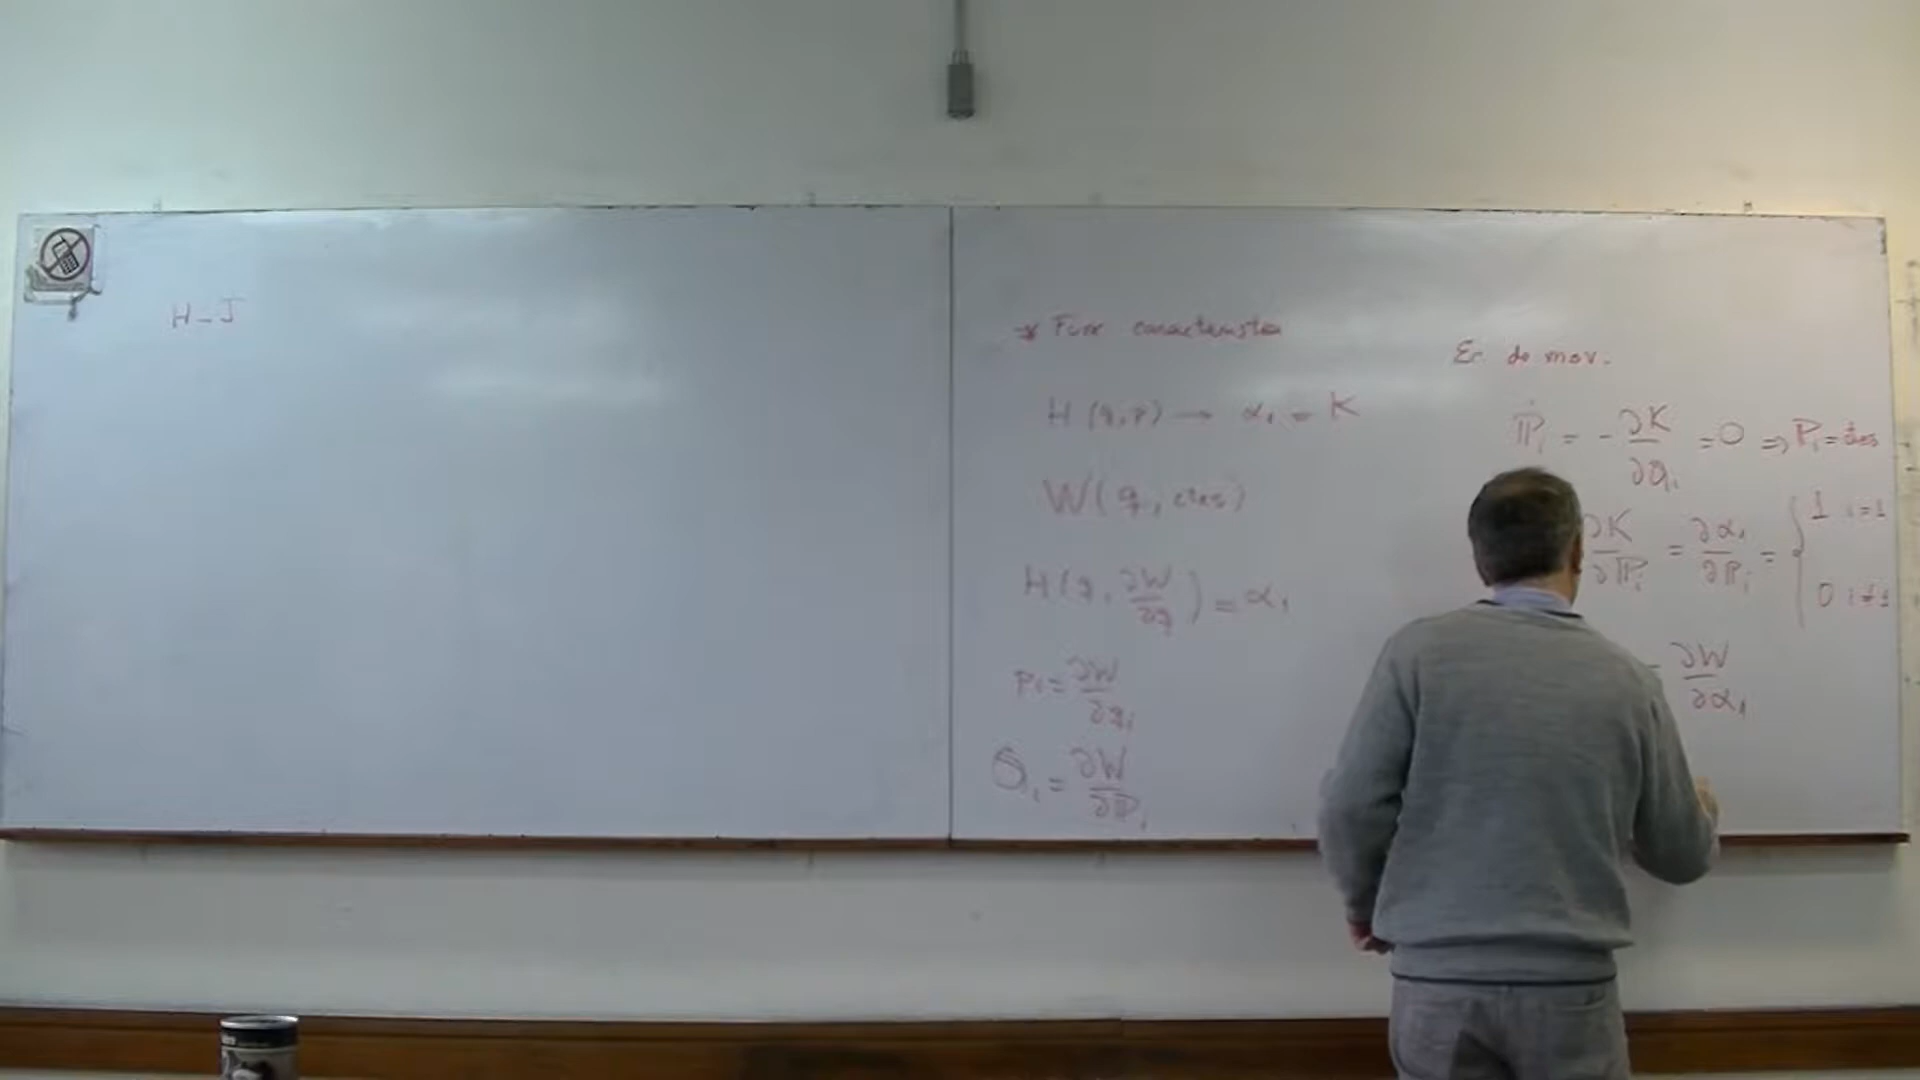 H - J
→ Func característica
H (q, p) → α₁ = K
W(q, ctes)
H(q, ∂W/∂q) = α₁
Pi = ∂W/∂qi
Qi = ∂W/∂Pi
Ec de mov.
Ṗi = - ∂K/∂Qi = 0 ⇒ Pi = ctes
∂K/∂Pi = ∂α₁/∂Pi = { 1 i=1
0 i≠1
∂W/∂α₁